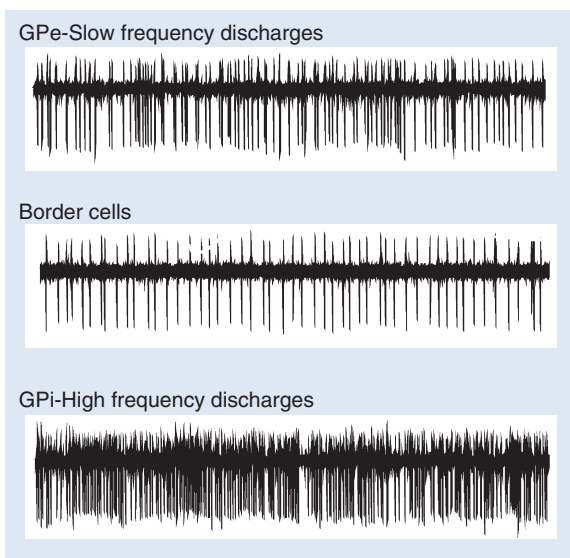 GPe-Slow frequency discharges
Border cells
GPi-High frequency discharges